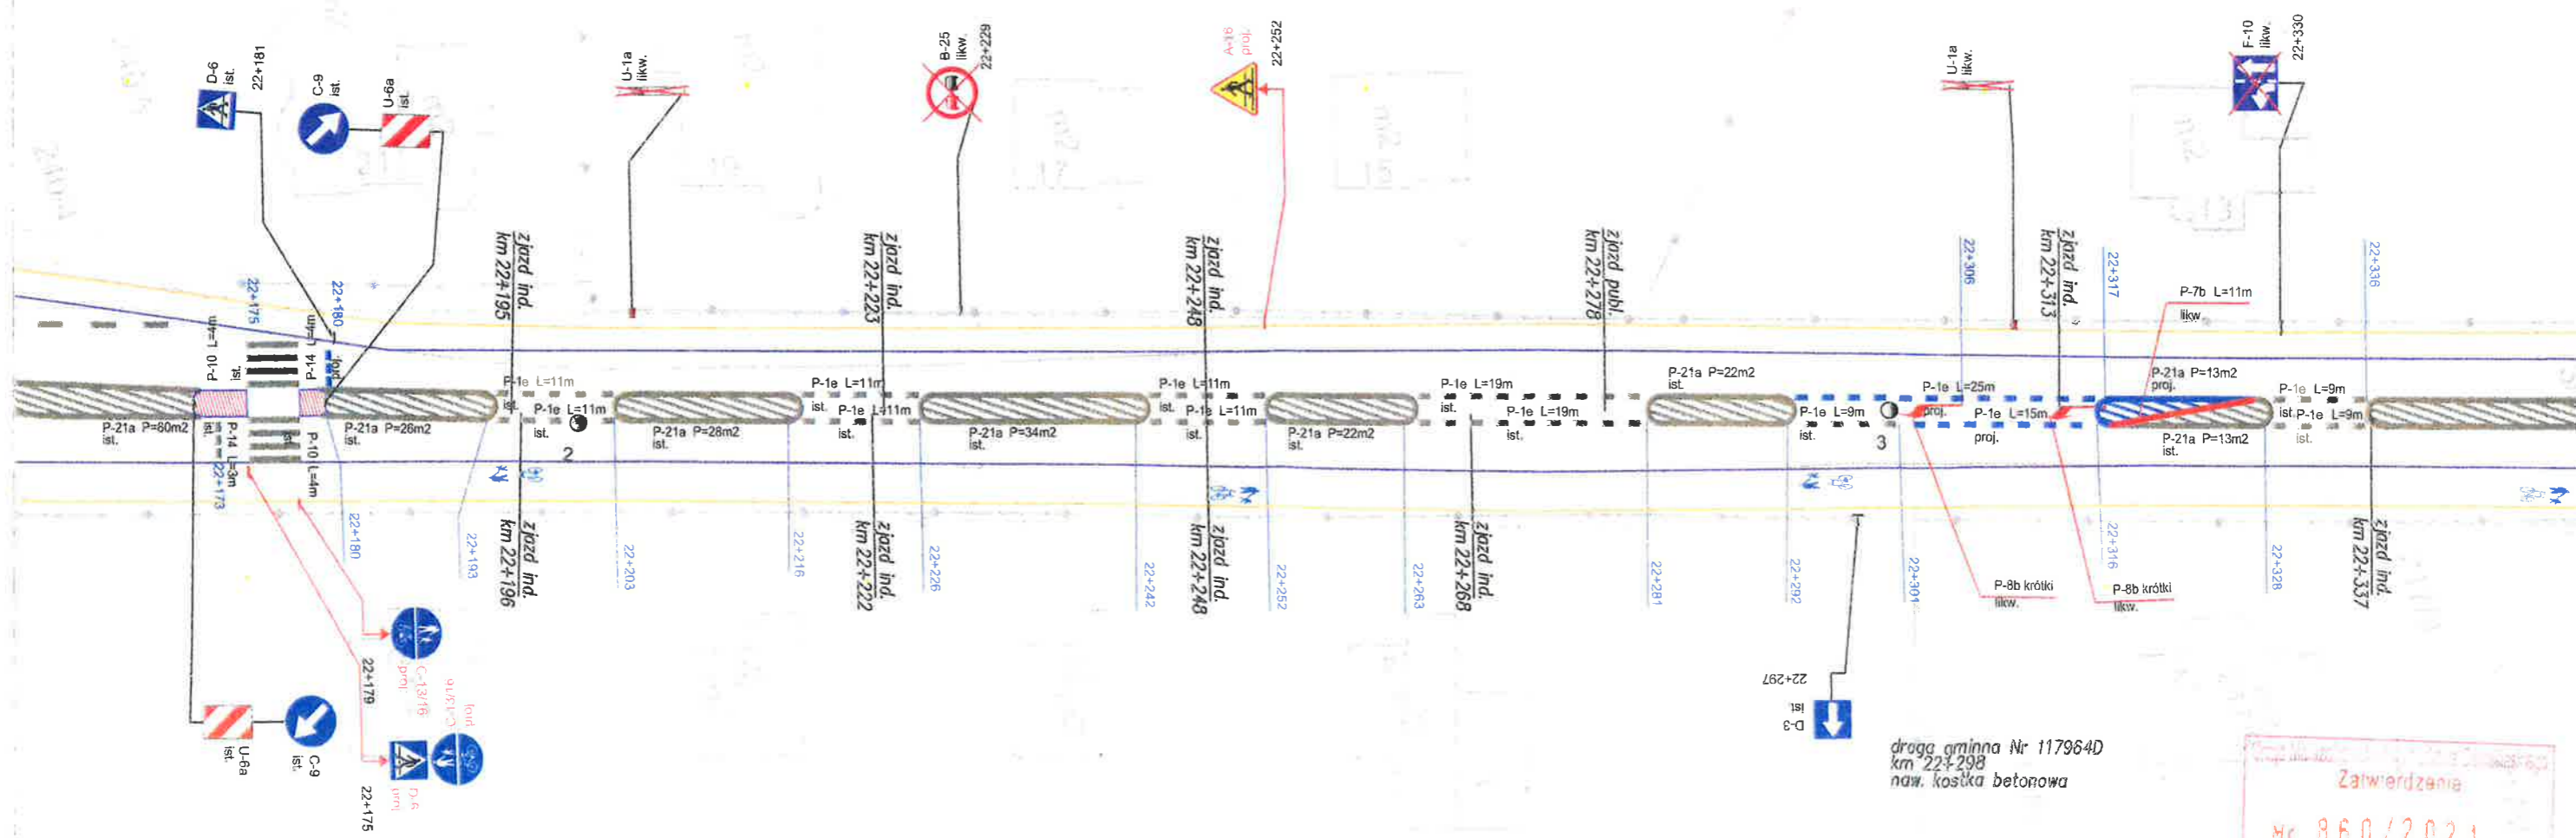 D-6
ist.
22+181
C-9
ist.
U-6a
ist.
U-1a
likw.
B-25
likw.
22+229
A-16
proj.
22+252
U-1a
likw.
F-10
likw.
22+330
22+175
22+180
zjazd ind.
km 22+195
zjazd ind.
km 22+223
zjazd ind.
km 22+248
zjazd publ.
km 22+278
22+306
zjazd ind.
km 22+313
22+317
P-7b L=11m
likw.
22+336
P-10 L=4m
ist.
P-14 L=4m
proj.
P-21a P=60m2
ist.
P-21a P=26m2
ist.
P-1e L=11m
ist.
P-1e L=11m
ist.
2
P-21a P=28m2
ist.
P-1e L=11m
ist.
P-1e L=11m
ist.
P-21a P=34m2
ist.
P-1e L=11m
ist.
P-1e L=11m
ist.
P-21a P=22m2
ist.
P-1e L=19m
ist.
P-1e L=19m
ist.
P-21a P=22m2
ist.
P-1e L=9m
ist.
3
P-1e L=25m
proj.
P-1e L=15m
proj.
P-21a P=13m2
proj.
P-21a P=13m2
ist.
P-1e L=9m
ist.
P-1e L=9m
ist.
ist.
P-14 L=3m
22+173
ist.
P-10 L=4m
22+180
22+193
zjazd ind.
km 22+196
22+203
22+216
zjazd ind.
km 22+222
22+226
22+242
zjazd ind.
km 22+248
22+252
22+263
zjazd ind.
km 22+268
22+281
22+292
22+301
22+316
22+328
zjazd ind.
km 22+337
P-8b krótki
likw.
P-8b krótki
likw.
U-6a
ist.
C-9
ist.
22+179
C-13/16
proj.
C-13/16
proj.
D-6
proj.
22+175
22+297
D-3
ist.
droga gminna Nr 117964D
km 22+298
naw. kostka betonowa
Zatwierdzenie
Nr 860/2021